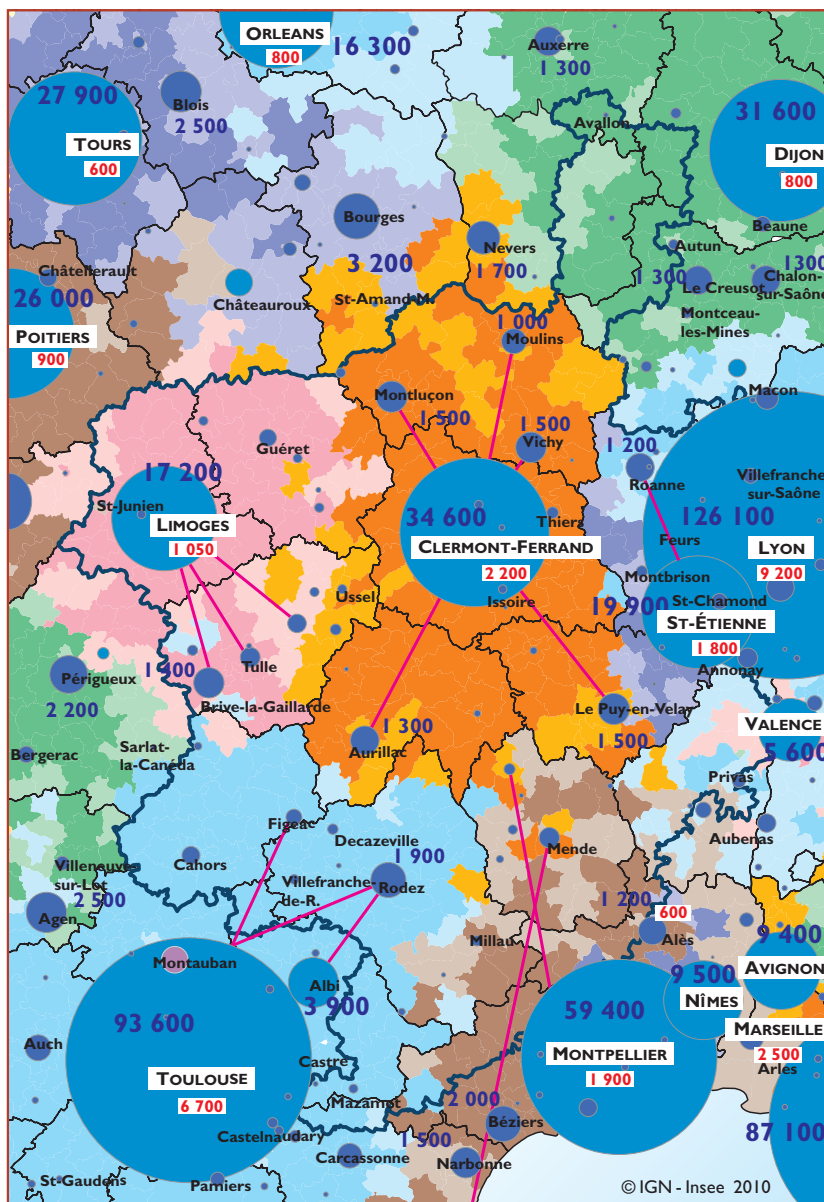 ORLEANS
800
16 300
Auxerre
1 300
27 900
Blois
2 500
TOURS
600
31 600
Avallon
DIJON
800
Bourges
3 200
Nevers
1 700
Beaune
Autun
1300
1 300
Le Creusot
Chalon-
sur-Saône
Châtellerault
26 000
Châteauroux
St-Amand M.
Montceau-
les-Mines
POITIERS
900
1 000
Moulins
Montluçon
1 500
Macon
Guéret
1 500
Vichy
1 200
Roanne
17 200
Villefranche-
sur-Saône
St-Junien
LIMOGES
1 050
34 600
Thiers
126 100
CLERMONT-FERRAND
2 200
Feurs
LYON
9 200
Montbrison
Ussel
Issoire
19 900
St-Chamond
ST-ÉTIENNE
1 800
1 400
Tulle
Annonay
Périgueux
2 200
Brive-la-Gaillarde
Le Puy-en-Velay
1 300
Aurillac
1 500
VALENCE
5 600
Bergerac
Sarlat-
la-Canéda
Privas
Figeac
Decazeville
Aubenas
Cahors
1 900
Mende
Villeneuve-
sur-Lot
2 500
Villefranche-
de-R.
Rodez
1 200
600
Agen
Millau
Alès
9 400
Montauban
Albi
3 900
9 500
AVIGNON
NÎMES
93 600
59 400
MARSEILLE
2 500
Auch
Castre
MONTPELLIER
1 900
Arles
TOULOUSE
6 700
Mazamet
2 000
Béziers
87 100
Castelnaudary
1 500
Carcassonne
Narbonne
St-Gaudens
Pamiers
© IGN - Insee 2010